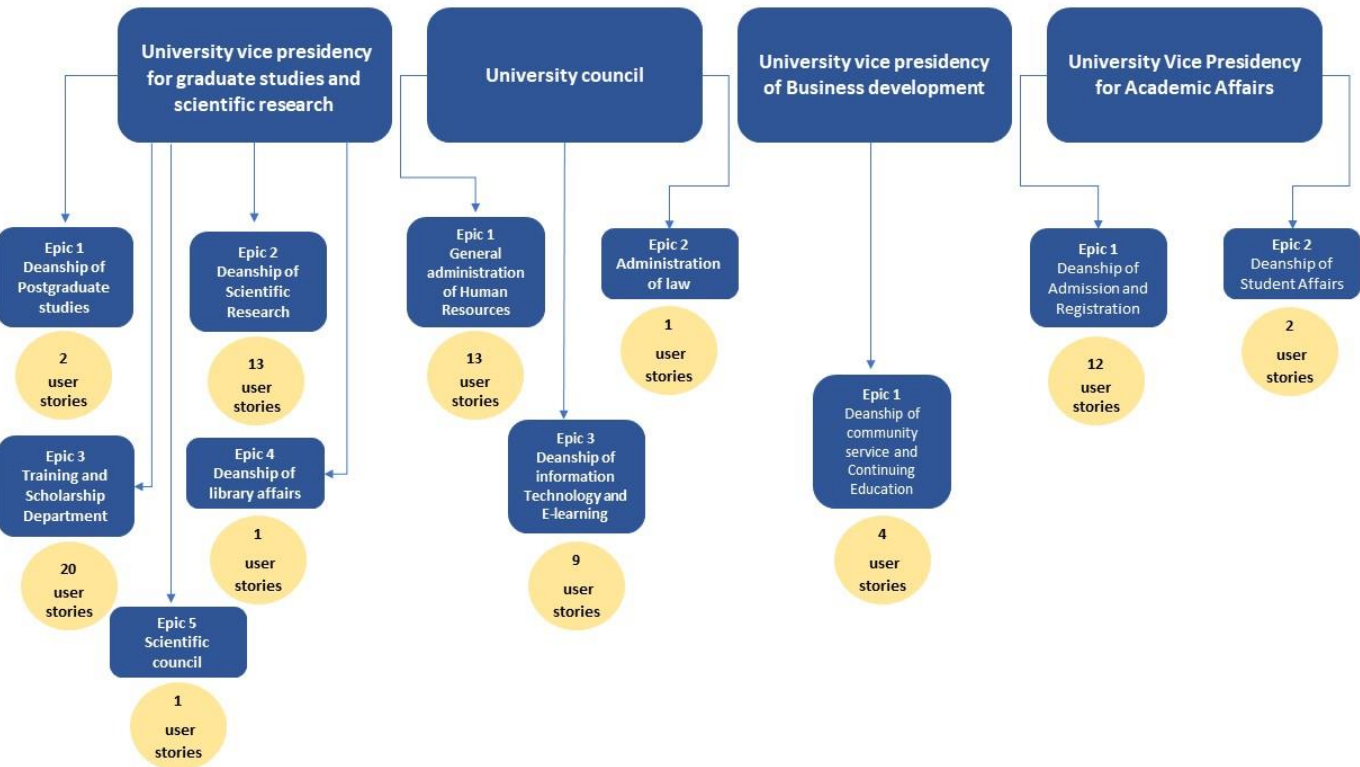 University vice presidency
for graduate studies and
scientific research
University council
University vice presidency
of Business development
University Vice Presidency
for Academic Affairs
Epic 1
Deanship of
Postgraduate
studies
2
user
stories
Epic 2
Deanship of
Scientific
Research
13
user
stories
Epic 3
Training and
Scholarship
Department
20
user
stories
Epic 4
Deanship of
library affairs
1
user
stories
Epic 5
Scientific
council
1
user
stories
Epic 1
General
administration
of Human
Resources
13
user
stories
Epic 2
Administration
of law
1
user
stories
Epic 3
Deanship of
information
Technology and
E-learning
9
user
stories
Epic 1
Deanship of
community
service and
Continuing
Education
4
user
stories
Epic 1
Deanship of
Admission and
Registration
12
user
stories
Epic 2
Deanship of
Student Affairs
2
user
stories